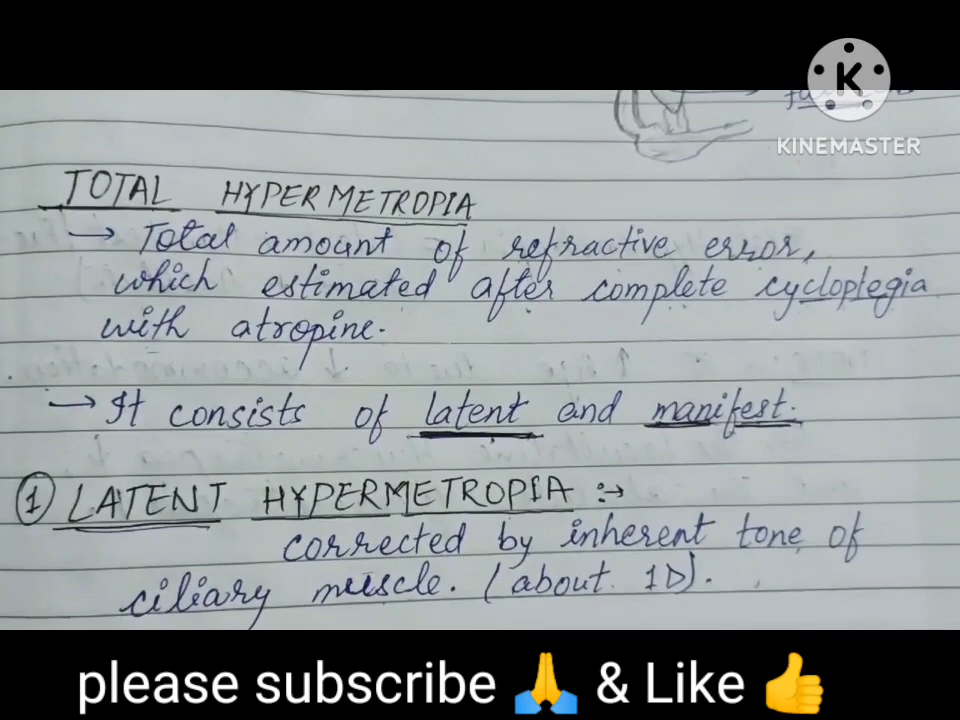 KINEMASTER
TOTAL HYPERMETROPIA
→ Total amount of refractive error,
which estimated after complete cycloplegia
with atropine.
→ It consists of latent and manifest.
① LATENT HYPERMETROPIA :→
corrected by inherent tone of
ciliary muscle. (about 1D).
please subscribe 🙏 & Like 👍